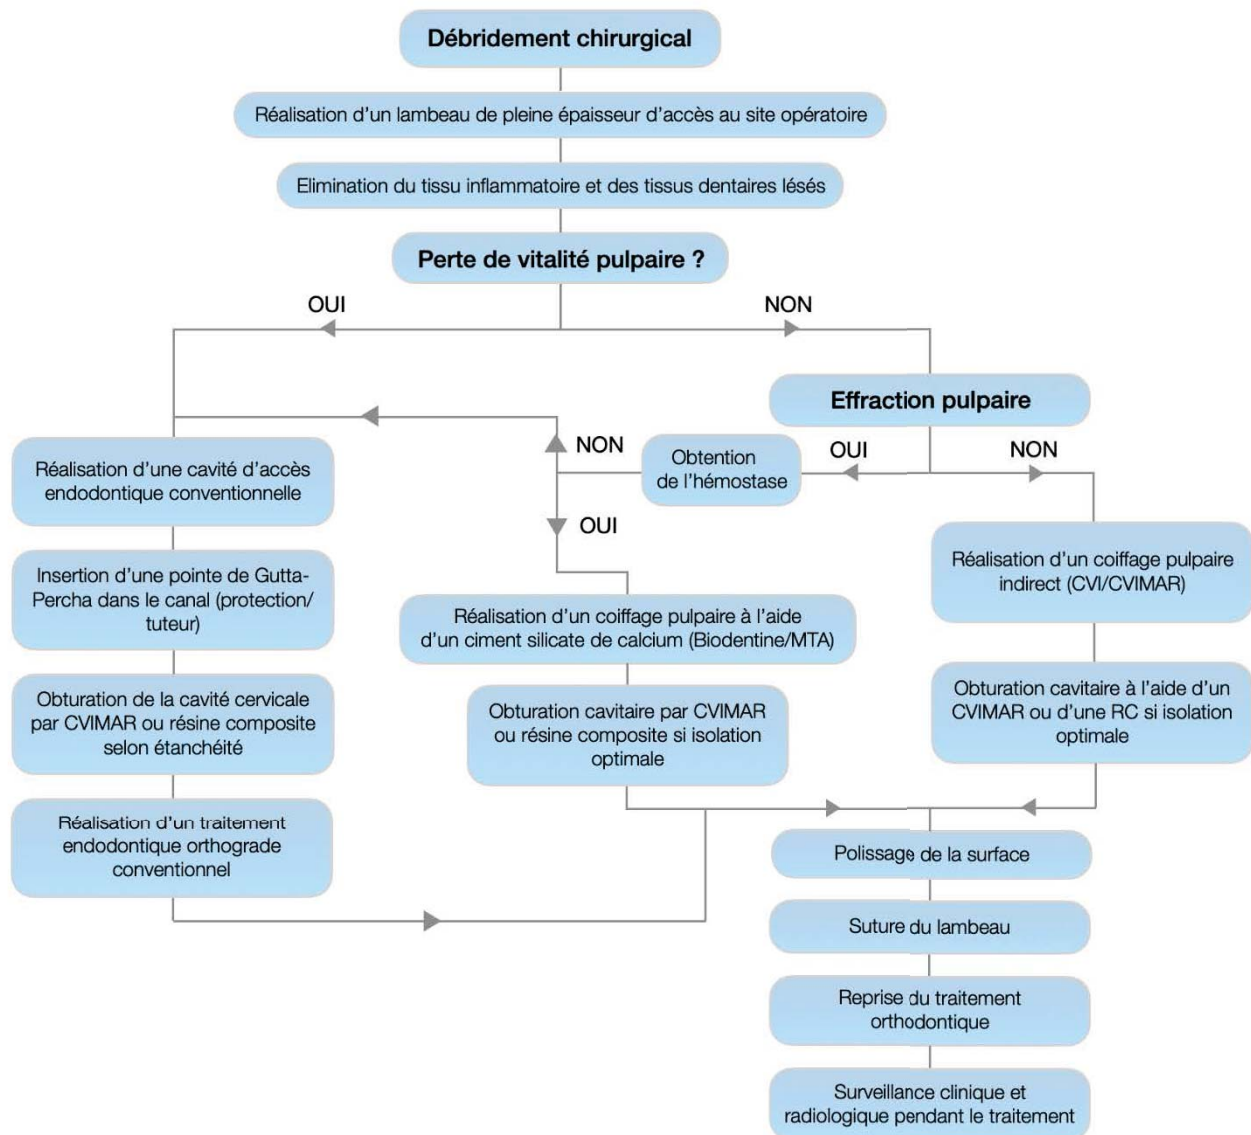 Débridement chirurgical
Réalisation d'un lambeau de pleine épaisseur d'accès au site opératoire
Elimination du tissu inflammatoire et des tissus dentaires lésés
Perte de vitalité pulpaire ?
OUI
NON
Effraction pulpaire
Réalisation d'une cavité d'accès
endodontique conventionnelle
Insertion d'une pointe de Gutta-
Percha dans le canal (protection/
tuteur)
Obturation de la cavité cervicale
par CVIMAR ou résine composite
selon étanchéité
Réalisation d'un traitement
endodontique orthograde
conventionnel
NON
Obtention
de l'hémostase
OUI
NON
OUI
Réalisation d'un coiffage pulpaire à l'aide
d'un ciment silicate de calcium (Biodentine/MTA)
Obturation cavitaire par CVIMAR
ou résine composite si isolation
optimale
Réalisation d'un coiffage pulpaire
indirect (CVI/CVIMAR)
Obturation cavitaire à l'aide d'un
CVIMAR ou d'une RC si isolation
optimale
Polissage de la surface
Suture du lambeau
Reprise du traitement
orthodontique
Surveillance clinique et
radiologique pendant le traitement